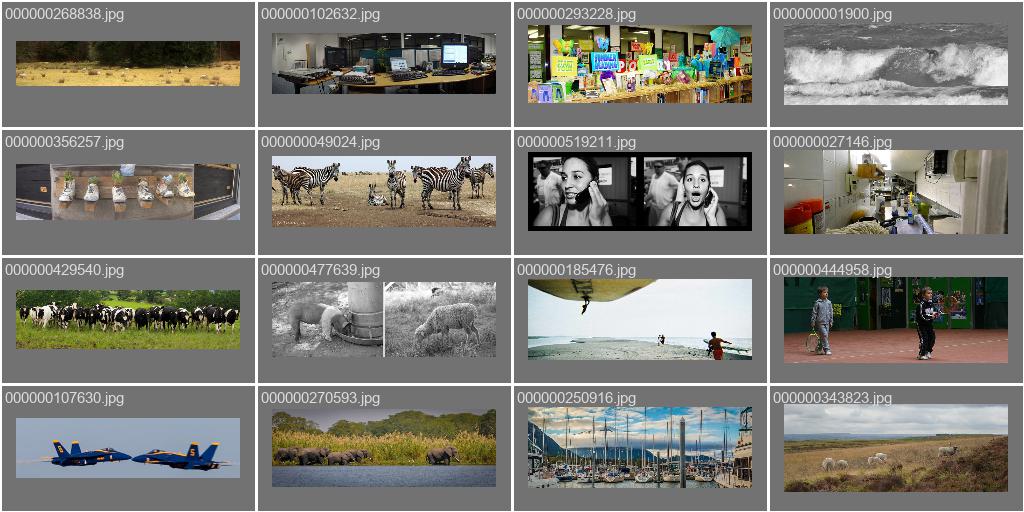 000000268838.jpg
000000102632.jpg
000000293228.jpg
000000001900.jpg
000000356257.jpg
000000049024.jpg
000000519211.jpg
000000027146.jpg
000000429540.jpg
000000477639.jpg
000000185476.jpg
000000444958.jpg
000000107630.jpg
000000270593.jpg
000000250916.jpg
000000343823.jpg